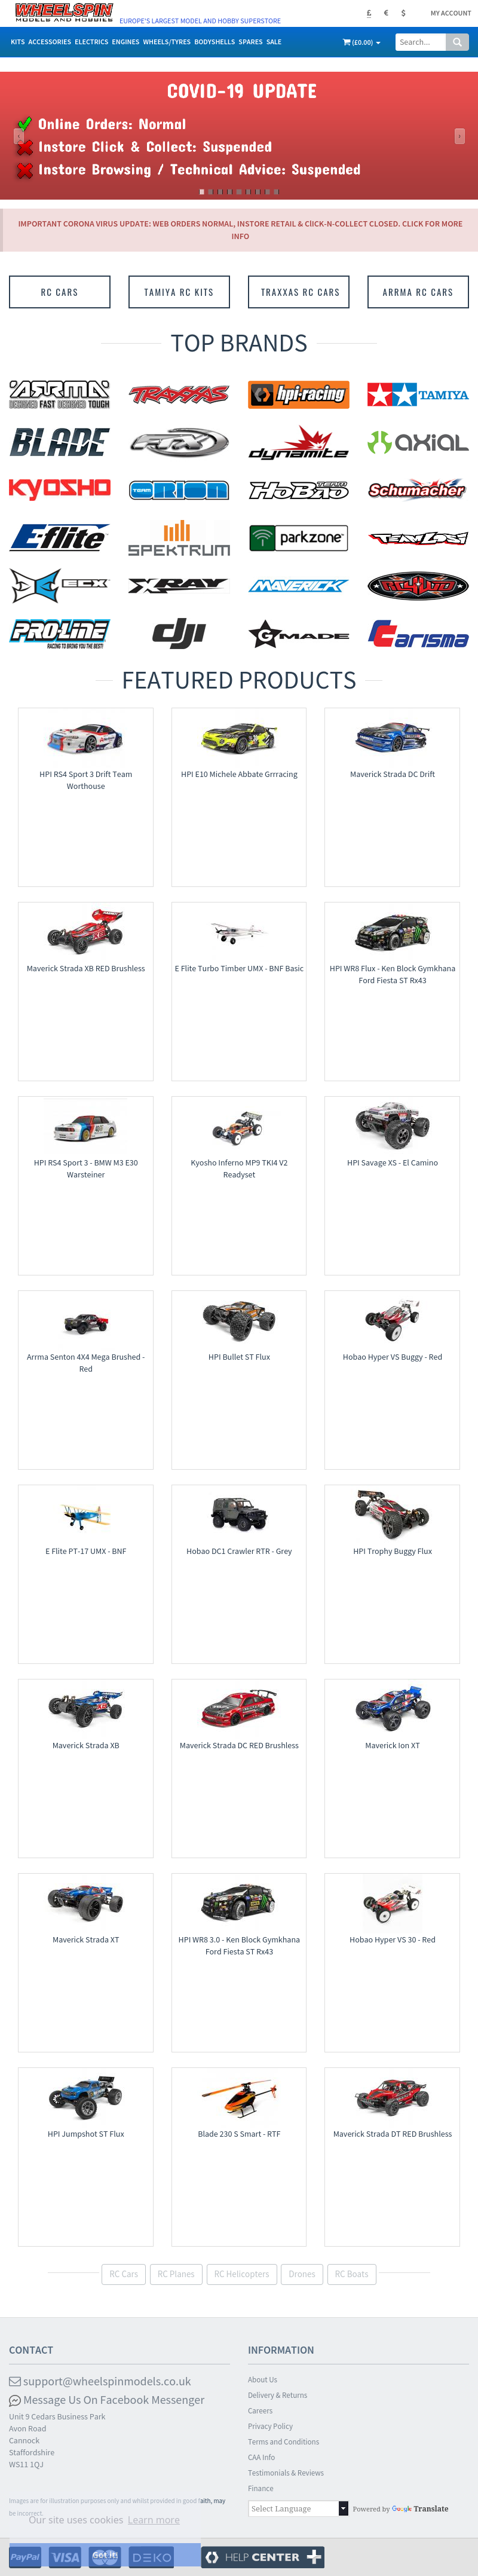 WHEELSPIN
MODELS AND HOBBIES
EUROPE'S LARGEST MODEL AND HOBBY SUPERSTORE
£ € $ MY ACCOUNT
KITS ACCESSORIES ELECTRICS ENGINES WHEELS/TYRES BODYSHELLS SPARES SALE
(£0.00)
Search...
COVID-19 UPDATE
Online Orders: Normal
Instore Click & Collect: Suspended
Instore Browsing / Technical Advice: Suspended
IMPORTANT CORONA VIRUS UPDATE: WEB ORDERS NORMAL, INSTORE RETAIL & ClICK-N-COLLECT CLOSED. CLICK FOR MORE
INFO
RC CARS
TAMIYA RC KITS
TRAXXAS RC CARS
ARRMA RC CARS
TOP BRANDS
ARRMA
DESIGNED FAST DESIGNED TOUGH
TRAXXAS
hpi-racing
TAMIYA
BLADE
FTX
dynamite
AXIAL
KYOSHO
TEAM ORION
HOBAO
Schumacher
E-flite
SPEKTRUM
parkzone
TEAM LOSI
ECX
XRAY
MAVERICK
PRO-LINE
RACING TO BRING YOU THE BEST!
dji
G MADE
Carisma
FEATURED PRODUCTS
HPI RS4 Sport 3 Drift Team
Worthouse
HPI E10 Michele Abbate Grrracing
Maverick Strada DC Drift
Maverick Strada XB RED Brushless
E Flite Turbo Timber UMX - BNF Basic
HPI WR8 Flux - Ken Block Gymkhana
Ford Fiesta ST Rx43
HPI RS4 Sport 3 - BMW M3 E30
Warsteiner
Kyosho Inferno MP9 TKI4 V2
Readyset
HPI Savage XS - El Camino
Arrma Senton 4X4 Mega Brushed -
Red
HPI Bullet ST Flux
Hobao Hyper VS Buggy - Red
E Flite PT-17 UMX - BNF
Hobao DC1 Crawler RTR - Grey
HPI Trophy Buggy Flux
Maverick Strada XB
Maverick Strada DC RED Brushless
Maverick Ion XT
Maverick Strada XT
HPI WR8 3.0 - Ken Block Gymkhana
Ford Fiesta ST Rx43
Hobao Hyper VS 30 - Red
HPI Jumpshot ST Flux
Blade 230 S Smart - RTF
Maverick Strada DT RED Brushless
RC Cars
RC Planes
RC Helicopters
Drones
RC Boats
CONTACT
support@wheelspinmodels.co.uk
Message Us On Facebook Messenger
Unit 9 Cedars Business Park
Avon Road
Cannock
Staffordshire
WS11 1QJ
INFORMATION
About Us
Delivery & Returns
Careers
Privacy Policy
Terms and Conditions
CAA Info
Testimonials & Reviews
Finance
Select Language
Powered by Google Translate
Images are for illustration purposes only and whilst provided in good faith, may
be incorrect.
Our site uses cookies Learn more
Got it!
PayPal
VISA
DEKO
HELP CENTER